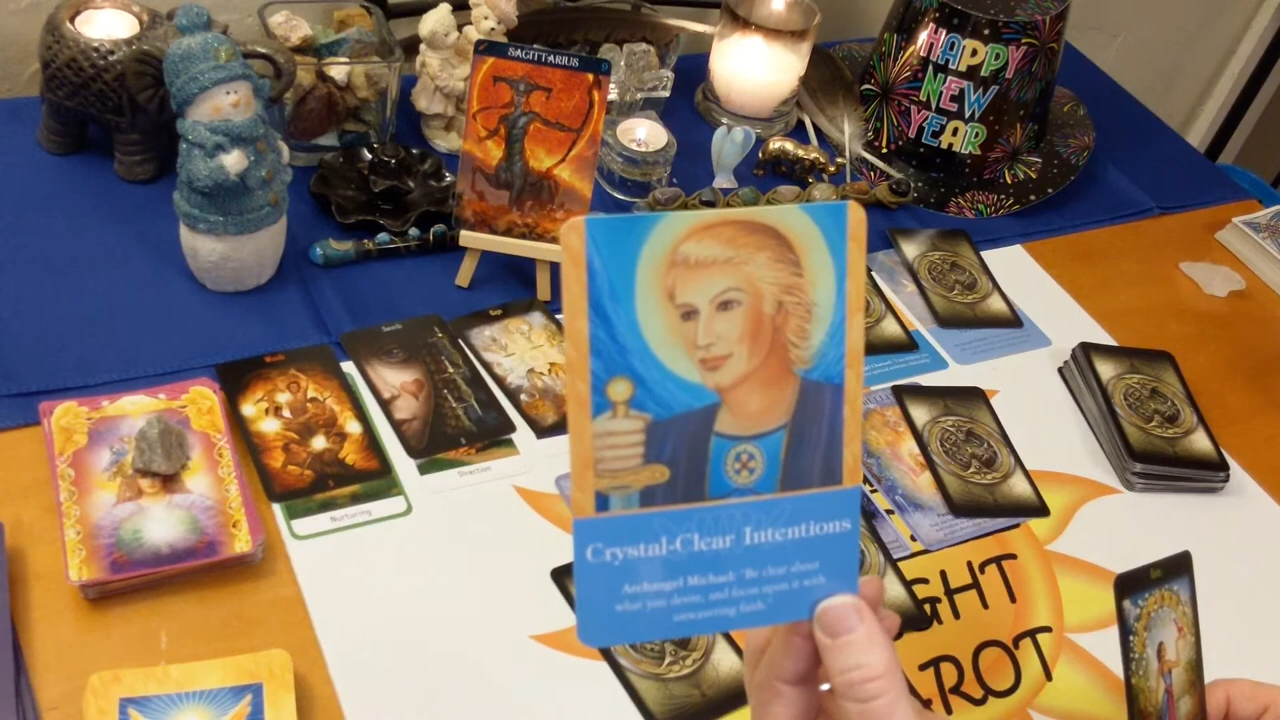 SAGITTARIUS 9
HAPPY
NEW
YEAR
Nurturing
Direction
Crystal-Clear Intentions
Archangel Michael: "Be clear about
what you desire, and focus upon it with
unwavering faith."
GHT
AROT